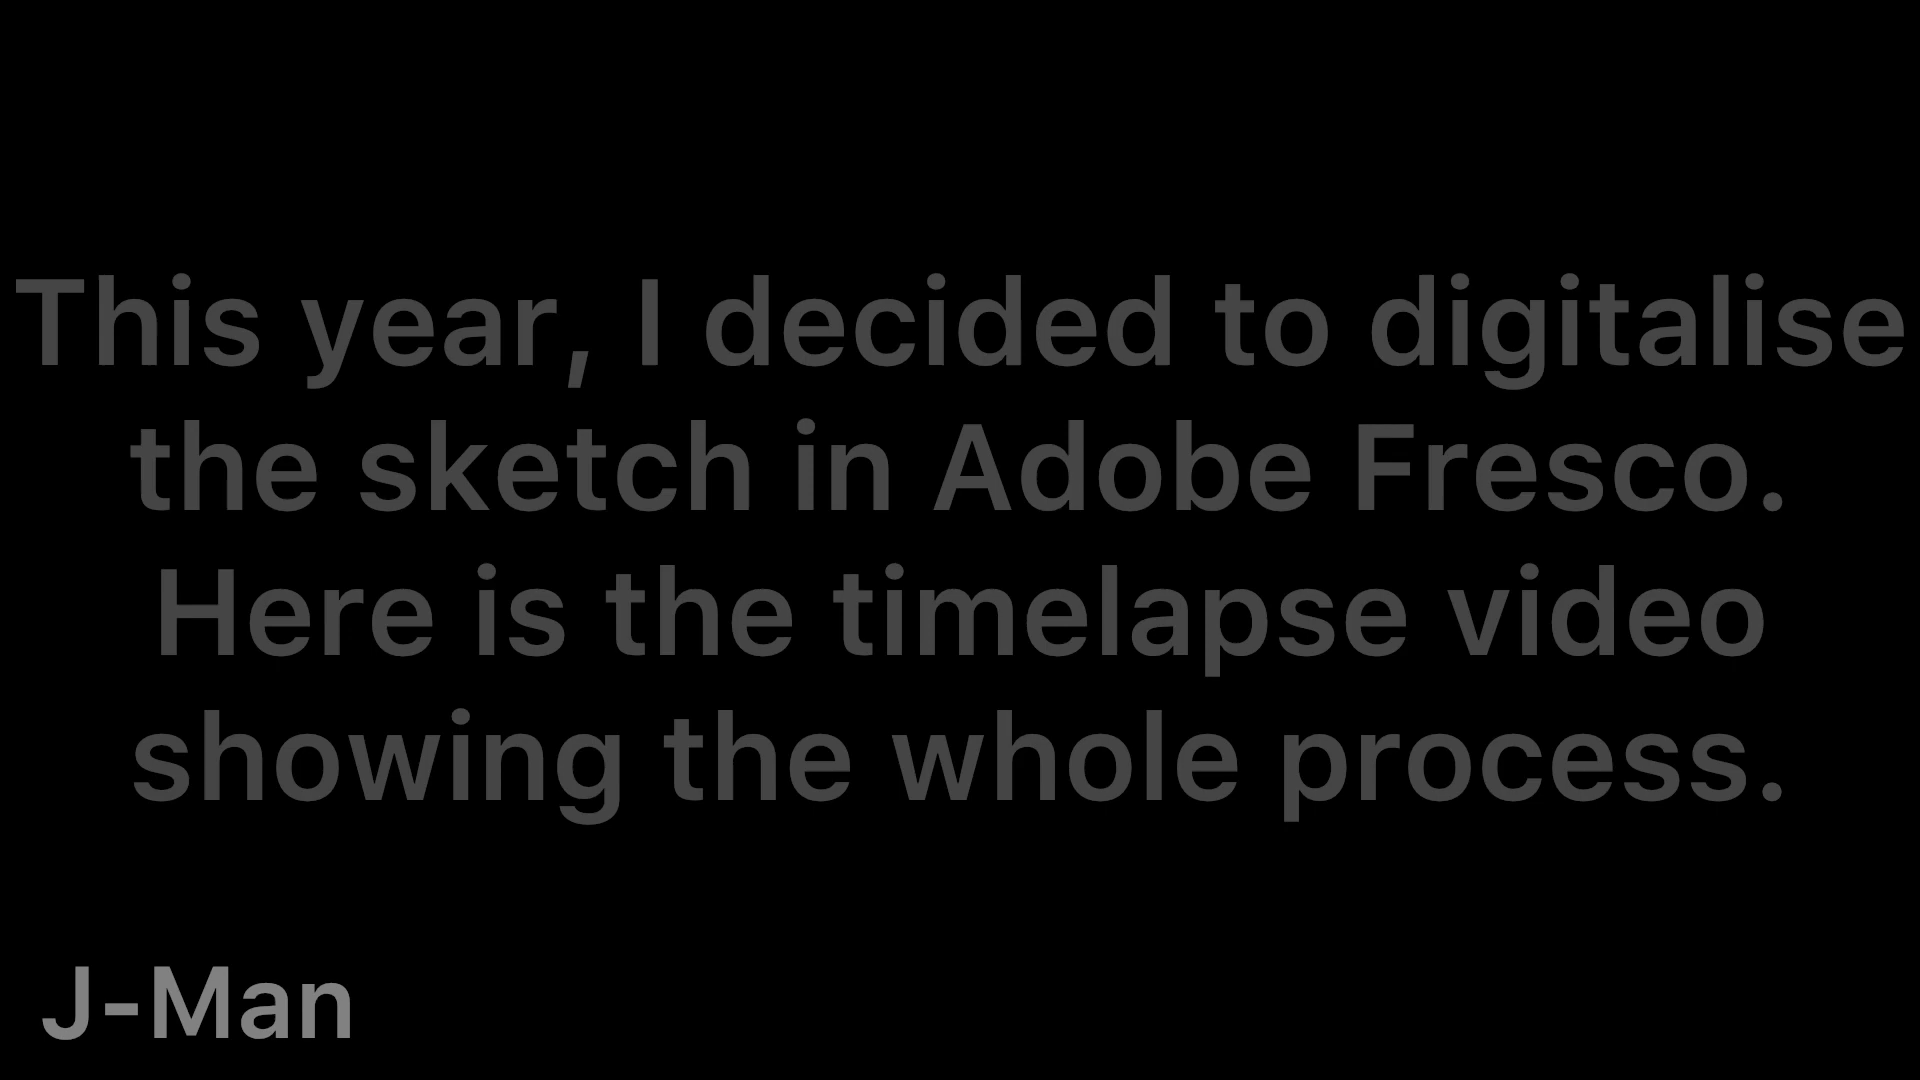 This year, I decided to digitalise
the sketch in Adobe Fresco.
Here is the timelapse video
showing the whole process.
J-Man